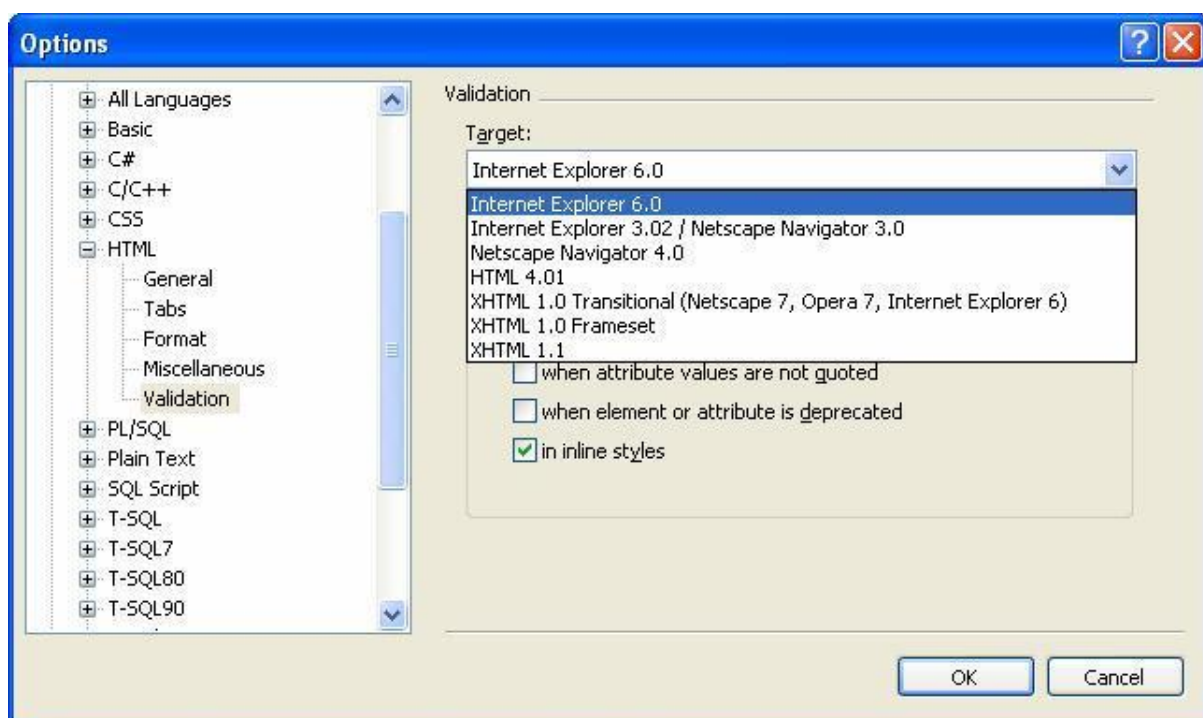 Options
All Languages
Basic
C#
C/C++
CSS
HTML
General
Tabs
Format
Miscellaneous
Validation
PL/SQL
Plain Text
SQL Script
T-SQL
T-SQL7
T-SQL80
T-SQL90
Validation
Target:
Internet Explorer 6.0
Internet Explorer 6.0
Internet Explorer 3.02 / Netscape Navigator 3.0
Netscape Navigator 4.0
HTML 4.01
XHTML 1.0 Transitional (Netscape 7, Opera 7, Internet Explorer 6)
XHTML 1.0 Frameset
XHTML 1.1
when attribute values are not quoted
when element or attribute is deprecated
in inline styles
OK
Cancel